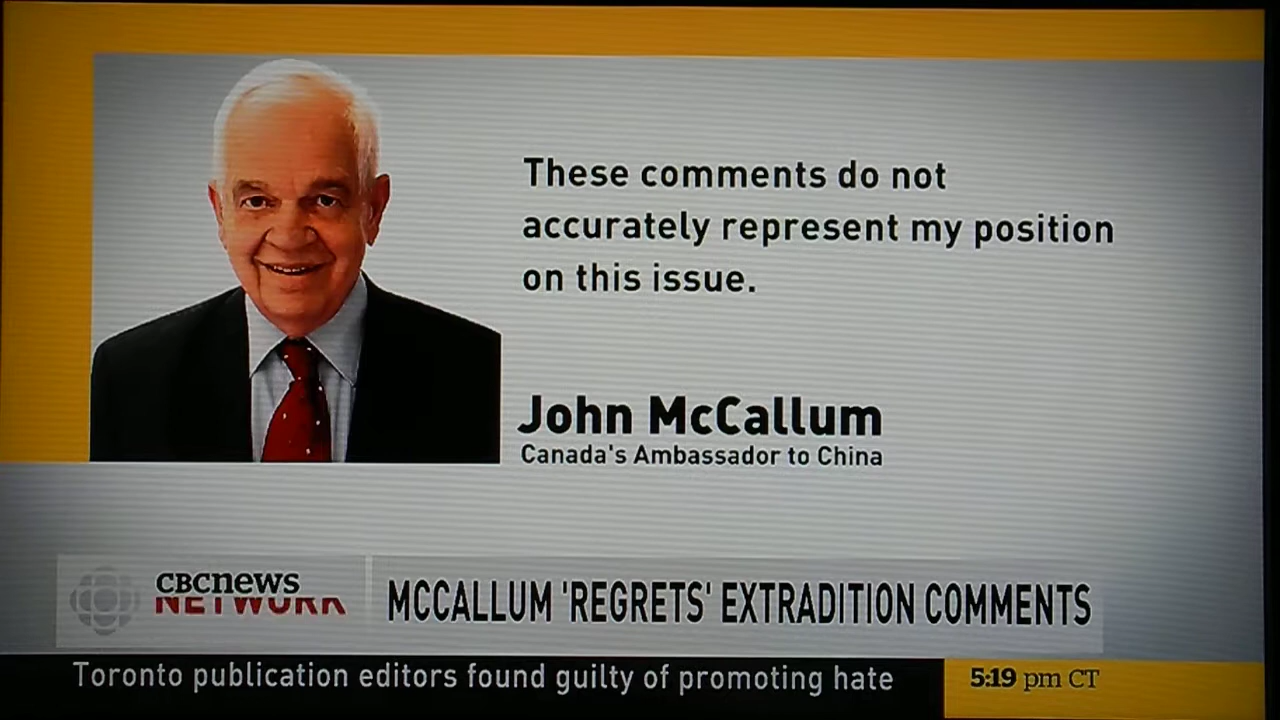 These comments do not
accurately represent my position
on this issue.
John McCallum
Canada's Ambassador to China
CBCnews
NETWORK
MCCALLUM 'REGRETS' EXTRADITION COMMENTS
Toronto publication editors found guilty of promoting hate
5:19 pm CT